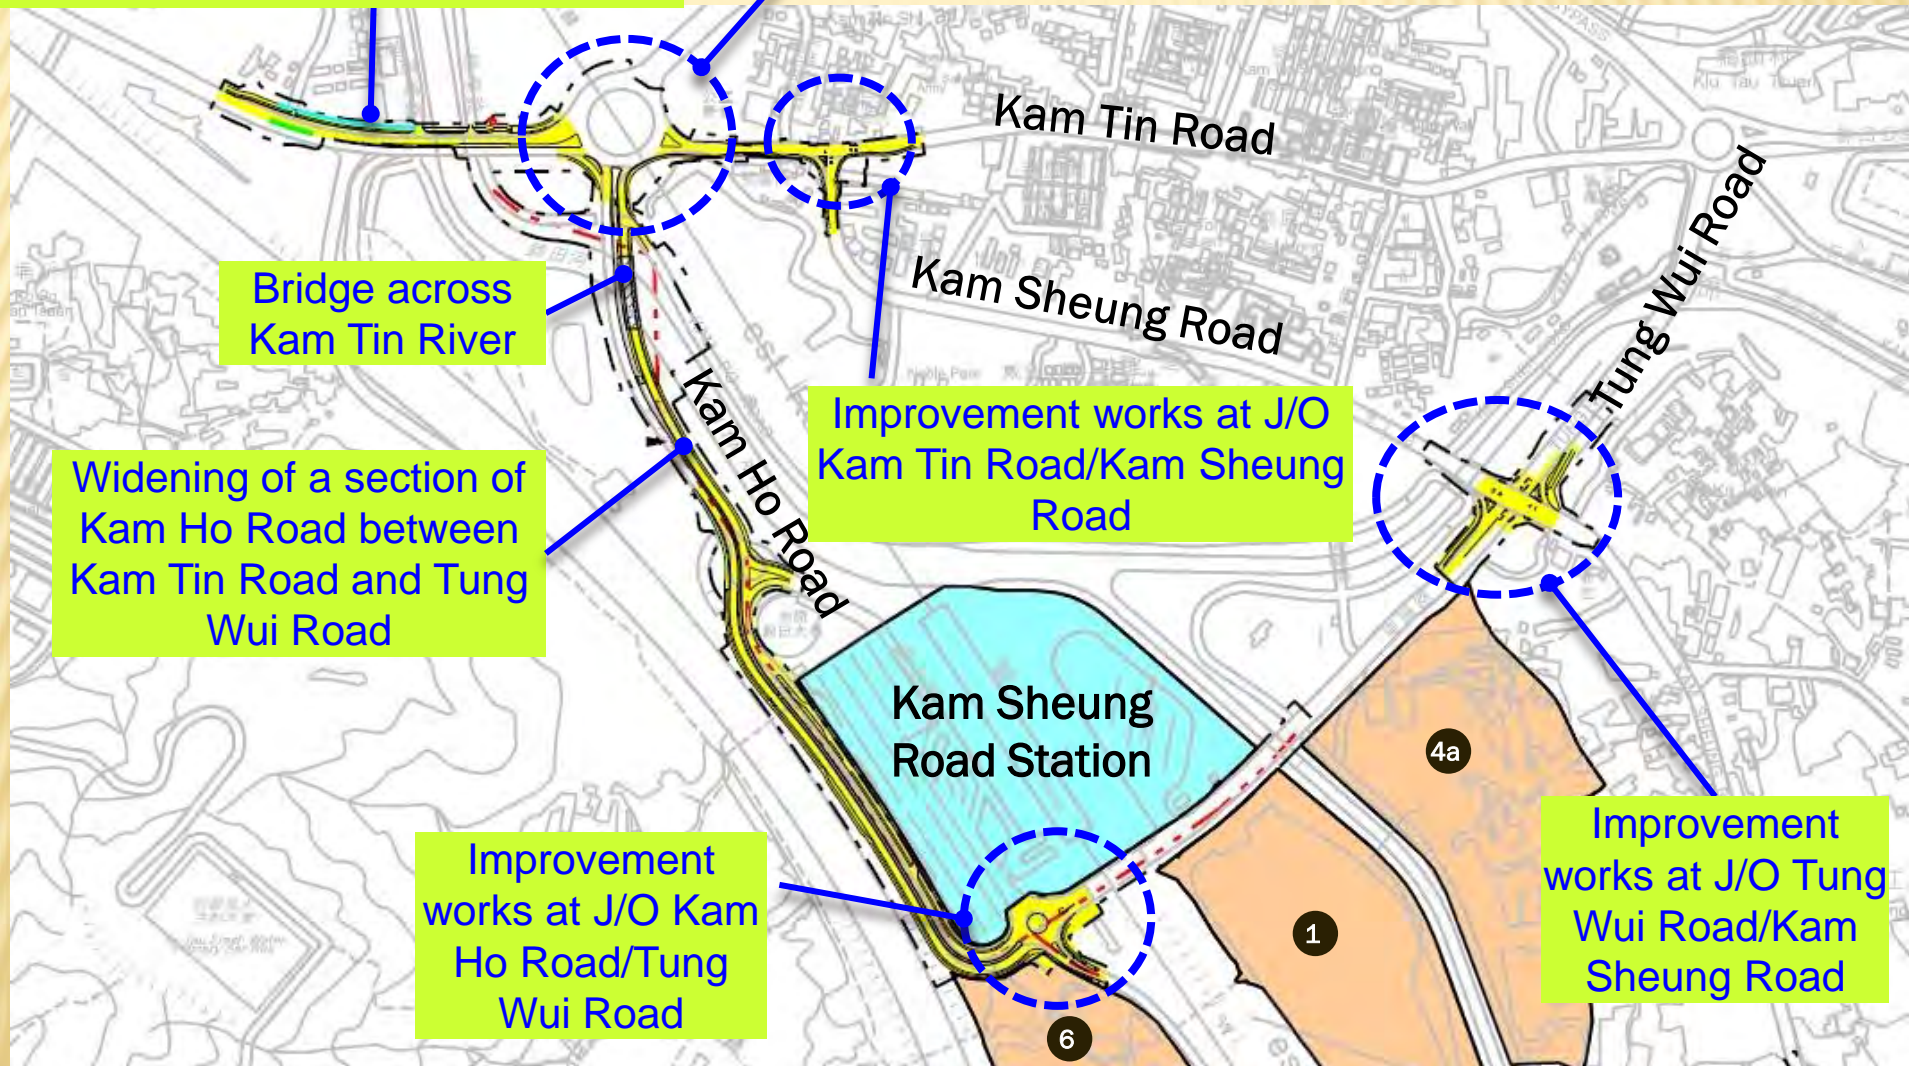 Kam Tin Road
Kam Sheung Road
Tung Wui Road
Bridge across
Kam Tin River
Kam Ho Road
Improvement works at J/O
Kam Tin Road/Kam Sheung
Road
Widening of a section of
Kam Ho Road between
Kam Tin Road and Tung
Wui Road
Kam Sheung
Road Station
4a
Improvement
works at J/O Tung
Wui Road/Kam
Sheung Road
Improvement
works at J/O Kam
Ho Road/Tung
Wui Road
1
6